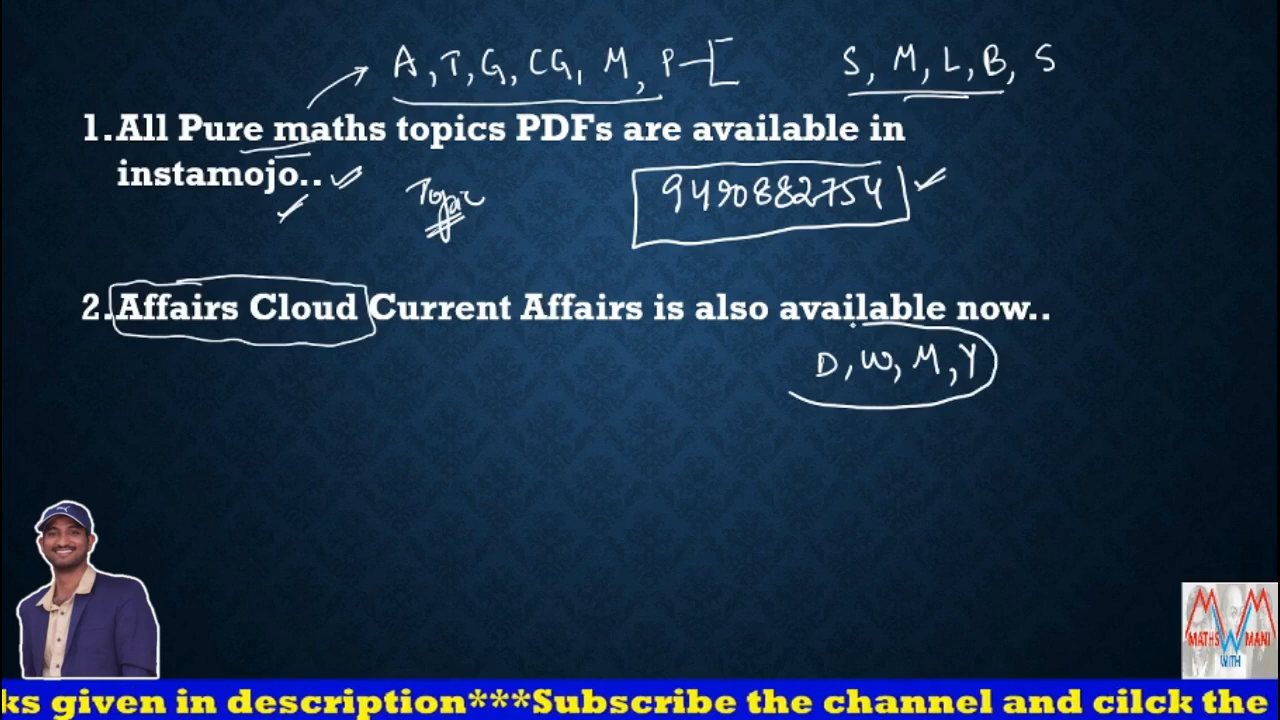 A, T, G, CG, M, P-[ S, M, L, B, S
1. All Pure maths topics PDFs are available in
instamojo..
Topic
9490882754
2. Affairs Cloud Current Affairs is also available now..
D, W, M, Y
MATHS MANI
WITH
ks given in description***Subscribe the channel and cilck the